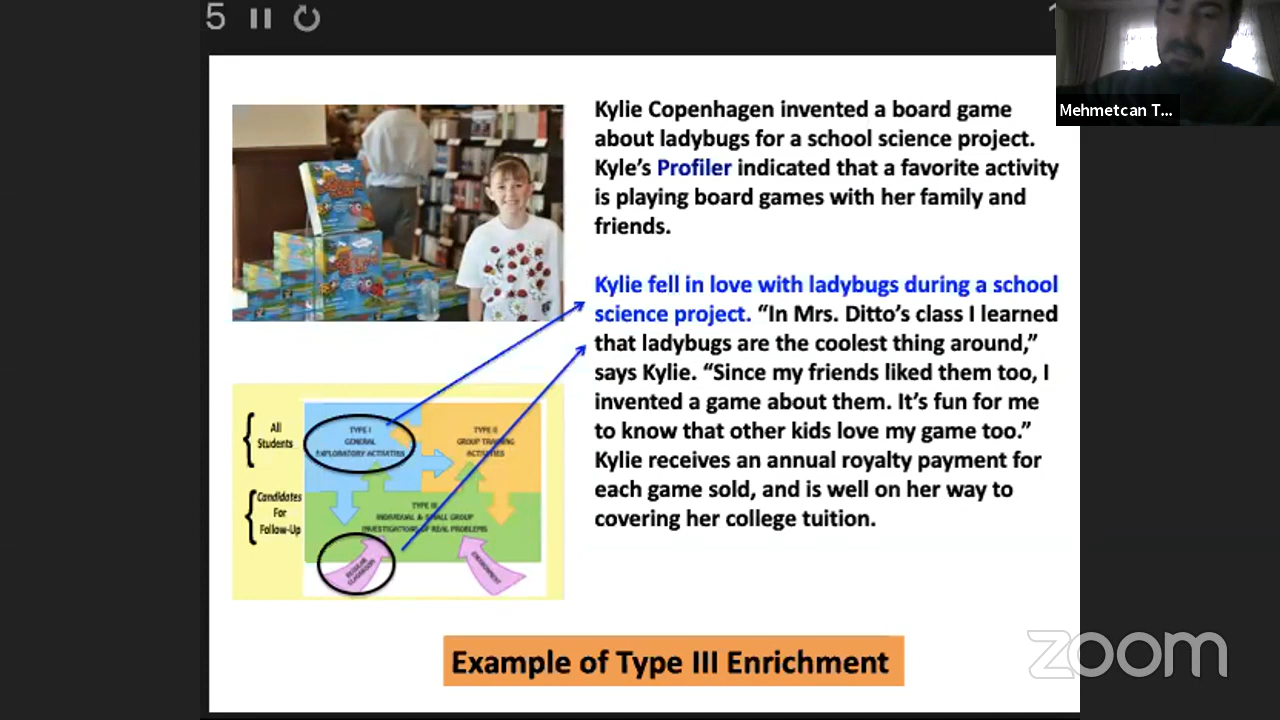 5
Mehmetcan T...
Kylie Copenhagen invented a board game
about ladybugs for a school science project.
Kyle’s Profiler indicated that a favorite activity
is playing board games with her family and
friends.
Kylie fell in love with ladybugs during a school
science project. “In Mrs. Ditto’s class I learned
that ladybugs are the coolest thing around,”
says Kylie. “Since my friends liked them too, I
invented a game about them. It’s fun for me
to know that other kids love my game too.”
Kylie receives an annual royalty payment for
each game sold, and is well on her way to
covering her college tuition.
All
Students
Candidates
For
Follow-Up
TYPE I
GENERAL
EXPLORATORY ACTIVITIES
TYPE II
GROUP TRAINING
ACTIVITIES
TYPE III
INDIVIDUAL & SMALL GROUP
INVESTIGATIONS OF REAL PROBLEMS
REGULAR
CLASSROOM
ENVIRONMENT
Example of Type III Enrichment
zoom